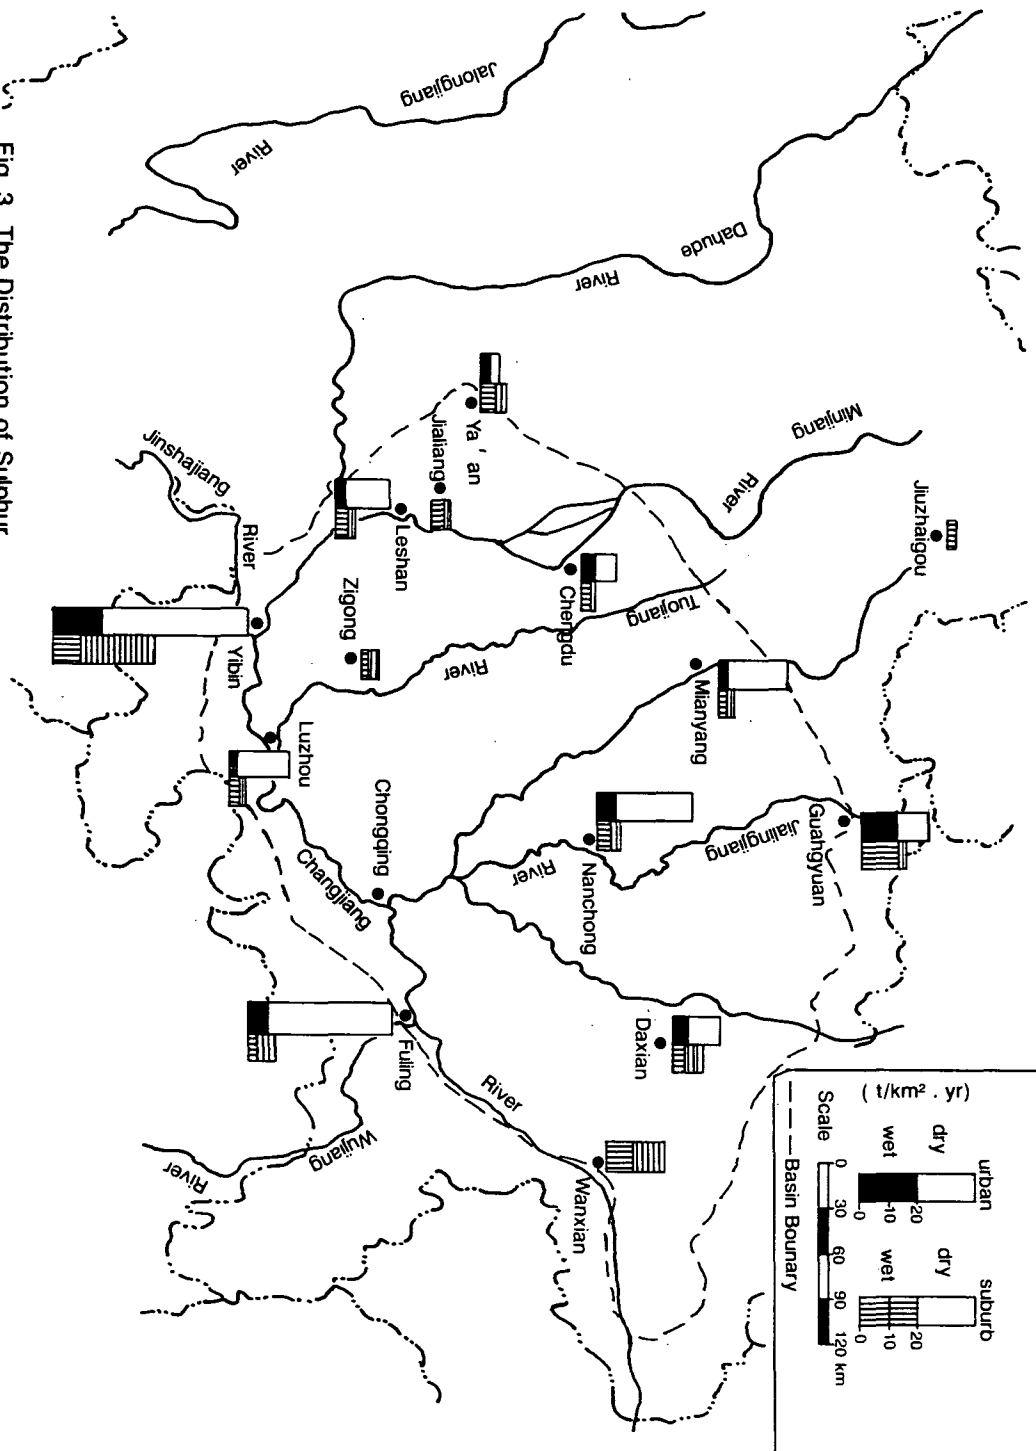 Fig. 3 The Distribution of Sulphur
Jalongjiang
River
Dahude
River
Minjiang
River
Jiuzhaigou
Ya'an
Jialiang
Leshan
Chengdu
Tuojiang
River
Zigong
Jinshajiang
River
Yibin
Luzhou
Mianyang
Guahgyuan
Jialingjiang
River
Nanchong
Chongqing
Changjiang
River
Daxian
Fuling
Wujiang
River
Wanxian
( t/km² . yr)
urban
dry
wet
0
10
20
suburb
dry
wet
0
10
20
Scale
0 30 60 90 120 km
Basin Bounary